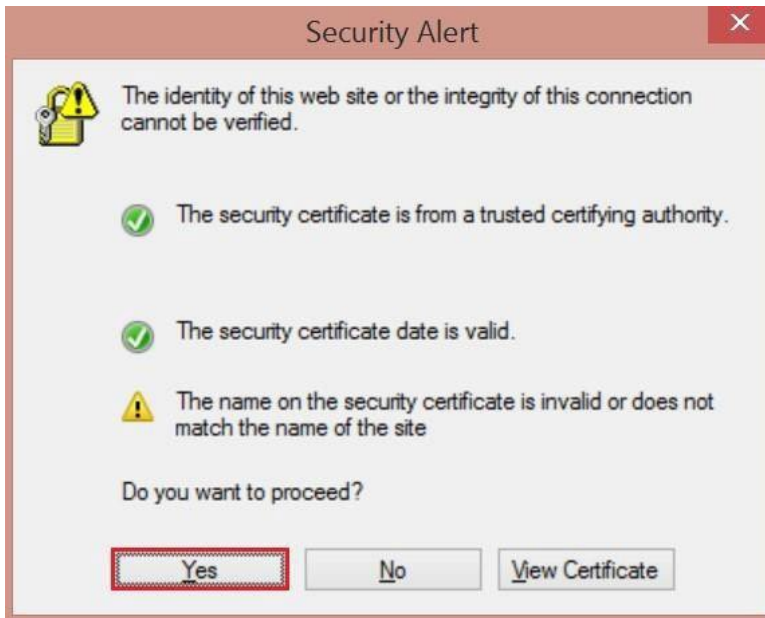 Security Alert
The identity of this web site or the integrity of this connection
cannot be verified.
The security certificate is from a trusted certifying authority.
The security certificate date is valid.
The name on the security certificate is invalid or does not
match the name of the site
Do you want to proceed?
Yes
No
View Certificate